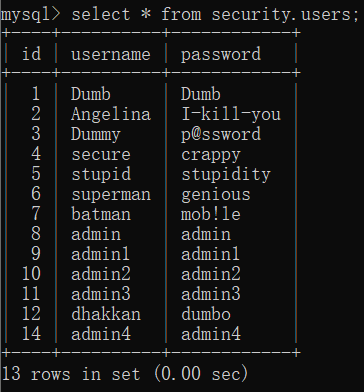 mysql> select * from security.users;
+----+----------+------------+
| id | username | password   |
+----+----------+------------+
|  1 | Dumb     | Dumb       |
|  2 | Angelina | I-kill-you |
|  3 | Dummy    | p@ssword   |
|  4 | secure   | crappy     |
|  5 | stupid   | stupidity  |
|  6 | superman | genious    |
|  7 | batman   | mob!le     |
|  8 | admin    | admin      |
|  9 | admin1   | admin1     |
| 10 | admin2   | admin2     |
| 11 | admin3   | admin3     |
| 12 | dhakkan  | dumbo      |
| 14 | admin4   | admin4     |
+----+----------+------------+
13 rows in set (0.00 sec)